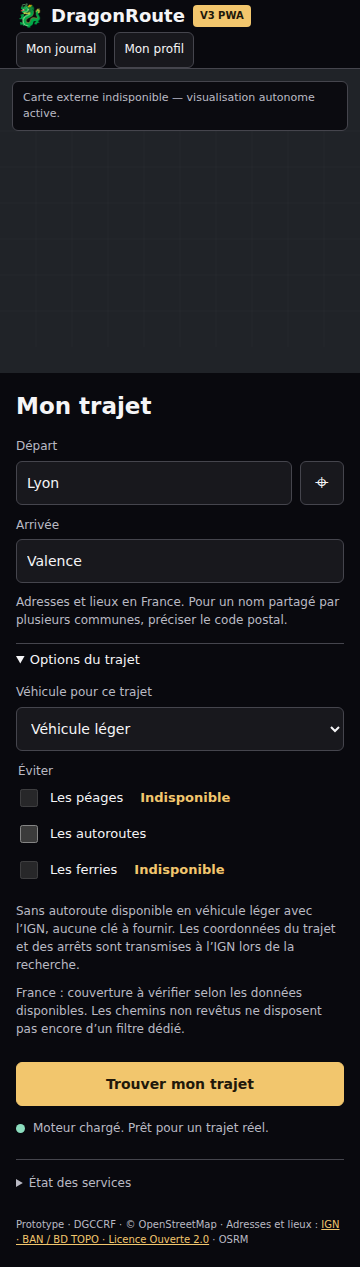 DragonRoute V3 PWA
Mon journal Mon profil
Carte externe indisponible — visualisation autonome
active.
Mon trajet
Départ
Lyon
Arrivée
Valence
Adresses et lieux en France. Pour un nom partagé par
plusieurs communes, préciser le code postal.
Options du trajet
Véhicule pour ce trajet
Véhicule léger
Éviter
Les péages Indisponible
Les autoroutes
Les ferries Indisponible
Sans autoroute disponible en véhicule léger avec
l’IGN, aucune clé à fournir. Les coordonnées du trajet
et des arrêts sont transmises à l’IGN lors de la
recherche.
France : couverture à vérifier selon les données
disponibles. Les chemins non revêtus ne disposent
pas encore d’un filtre dédié.
Trouver mon trajet
Moteur chargé. Prêt pour un trajet réel.
État des services
Prototype · DGCCRF · © OpenStreetMap · Adresses et lieux : IGN
· BAN / BD TOPO · Licence Ouverte 2.0 · OSRM